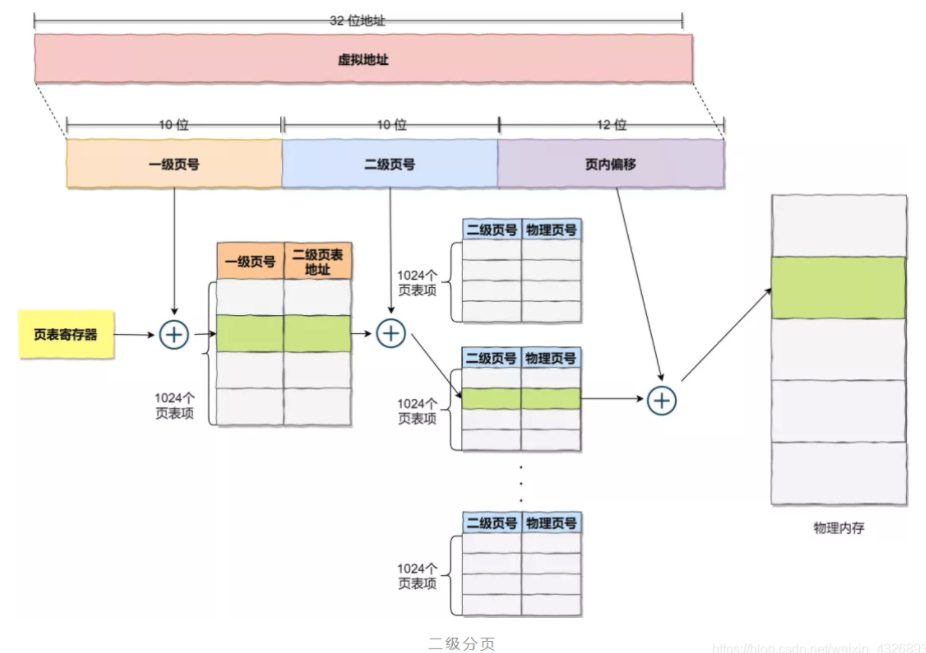 32 位地址
虚拟地址
10 位
10 位
12 位
一级页号
二级页号
页内偏移
二级页号 物理页号
一级页号
二级页表
地址
1024个
页表项
页表寄存器
二级页号 物理页号
1024个
页表项
1024个
页表项
二级页号 物理页号
物理内存
1024个
页表项
二级分页
https://blog.csdn.net/weixin_4326893